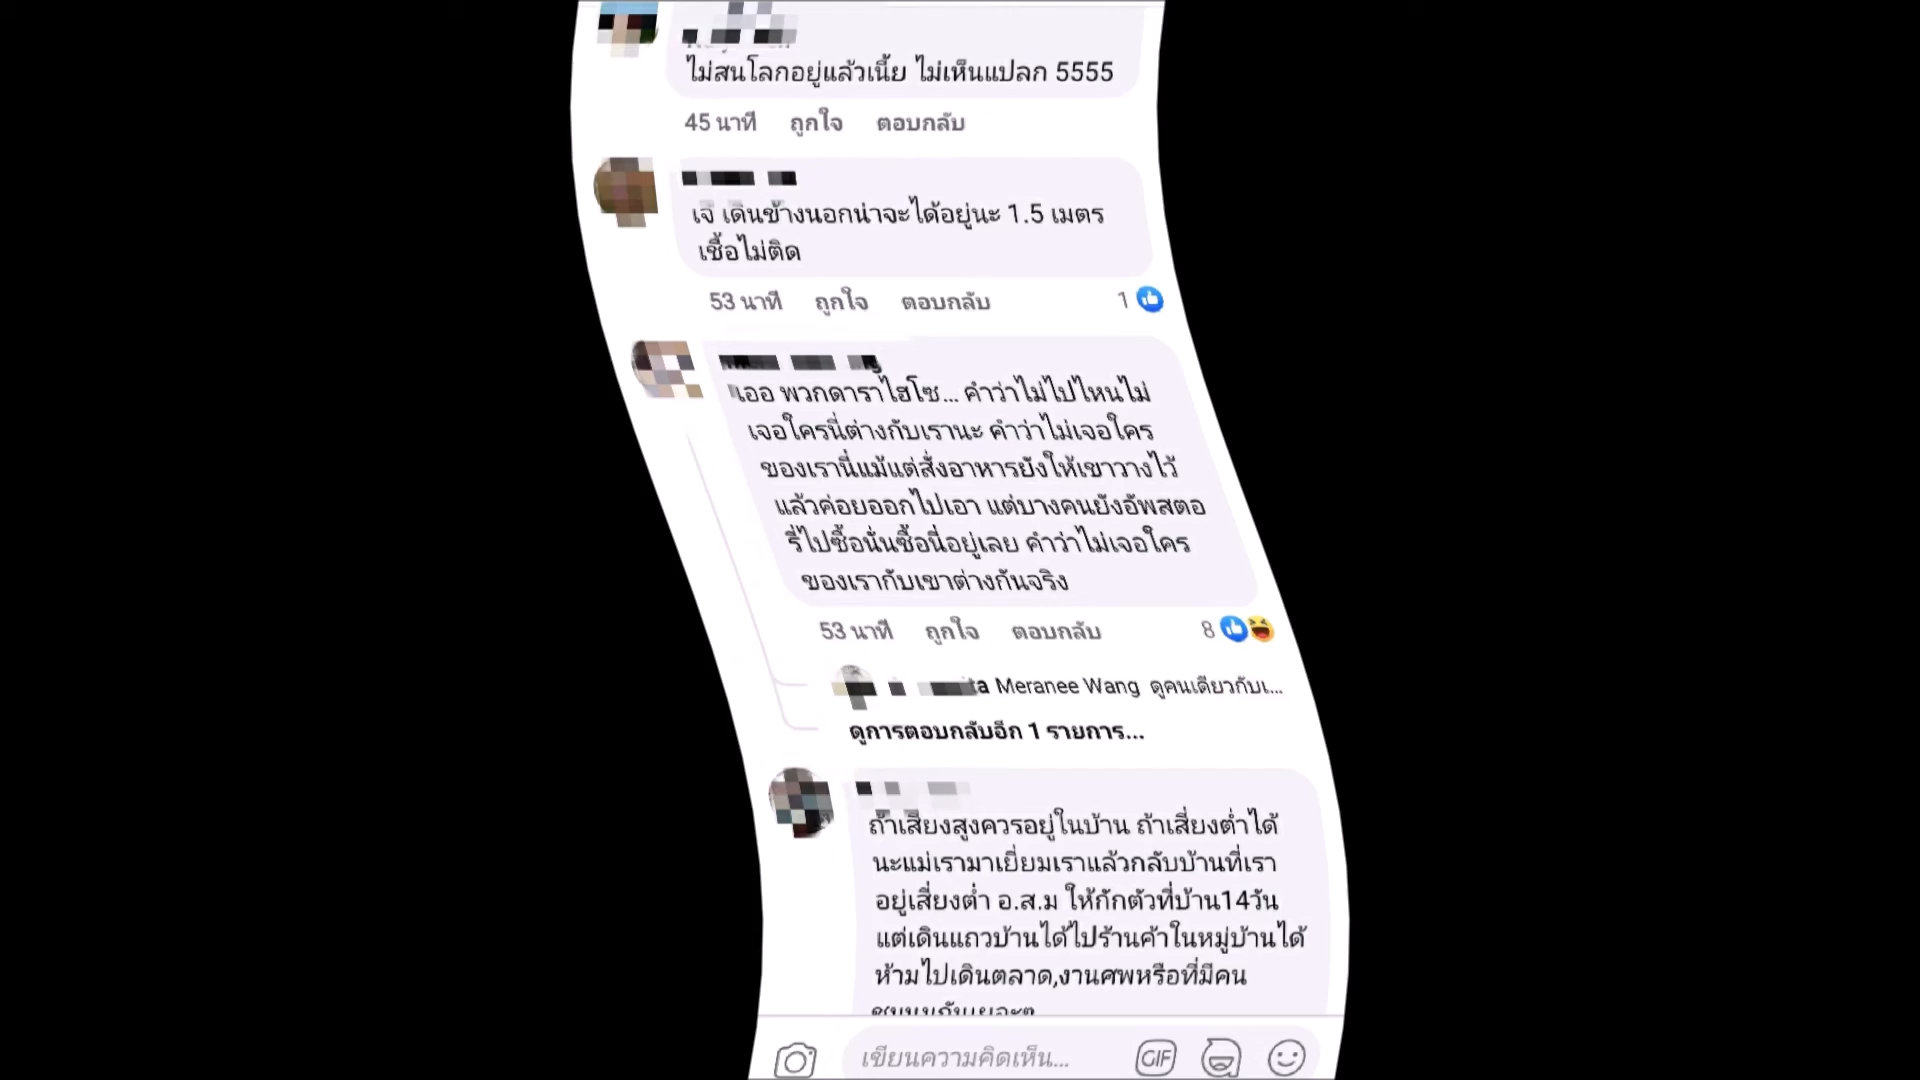 ไม่สนโลกอยู่แล้วเนี้ย ไม่เห็นแปลก 5555
45 นาที ถูกใจ ตอบกลับ
เจ๊ เดินข้างนอกน่าจะได้อยู่นะ 1.5 เมตร
เชื้อไม่ติด
53 นาที ถูกใจ ตอบกลับ 1
เออ พวกดาราไฮโซ... คำว่าไม่ไปไหนไม่
เจอใครนี่ต่างกับเรานะ คำว่าไม่เจอใคร
ของเรานี่แม้แต่สั่งอาหารยังให้เขาวางไว้
แล้วค่อยออกไปเอา แต่บางคนยังอัพสตอ
รี่ไปซื้อนั่นซื้อนี่อยู่เลย คำว่าไม่เจอใคร
ของเรากับเขาต่างกันจริง
53 นาที ถูกใจ ตอบกลับ 8
Meranee Wang ดูคนเดียวกับเ...
ดูการตอบกลับอีก 1 รายการ...
ถ้าเสี่ยงสูงควรอยู่ในบ้าน ถ้าเสี่ยงต่ำได้
นะแม่เรามาเยี่ยมเราแล้วกลับบ้านที่เรา
อยู่เสี่ยงต่ำ อ.ส.ม ให้กักตัวที่บ้าน14วัน
แต่เดินแถวบ้านได้ไปร้านค้าในหมู่บ้านได้
ห้ามไปเดินตลาด,งานศพหรือที่มีคน
เขียนความคิดเห็น...
GIF